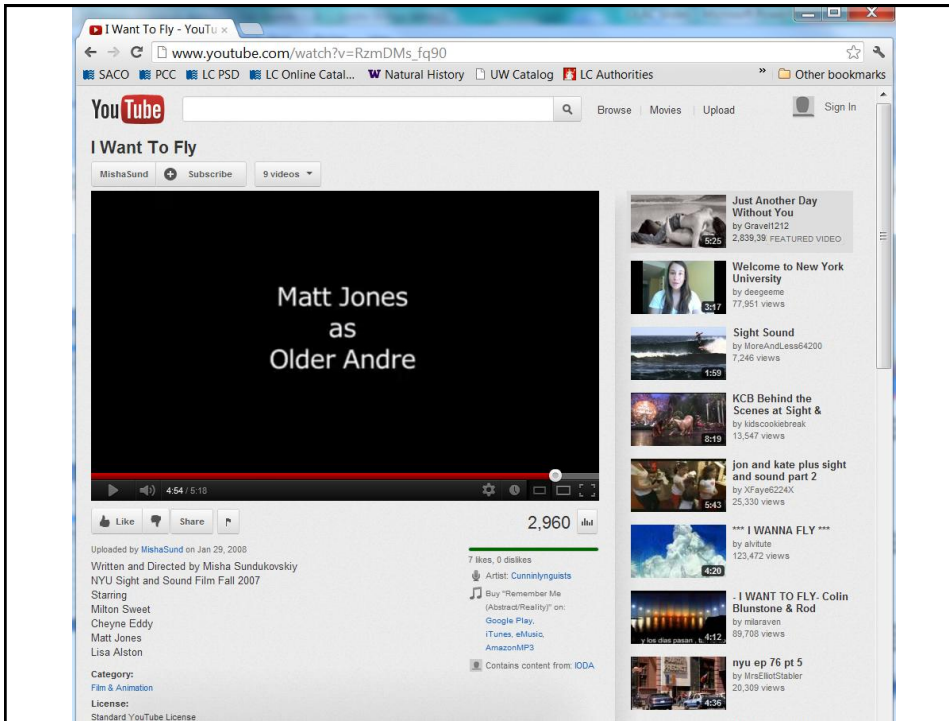 I Want To Fly - YouTu ×
www.youtube.com/watch?v=RzmDMs_fq90
SACO PCC LC PSD LC Online Catal... W Natural History UW Catalog LC Authorities » Other bookmarks
YouTube Browse Movies Upload Sign In
I Want To Fly
MishaSund Subscribe 9 videos
Matt Jones
as
Older Andre
4:54 / 5:18
Like Share 2,960
Uploaded by MishaSund on Jan 29, 2008
Written and Directed by Misha Sundukovskiy
NYU Sight and Sound Film Fall 2007
Starring
Milton Sweet
Cheyne Eddy
Matt Jones
Lisa Alston
Category:
Film & Animation
License:
Standard YouTube License
7 likes, 0 dislikes
Artist: Cunninlynguists
Buy "Remember Me
(Abstract/Reality)" on:
Google Play,
iTunes, eMusic,
AmazonMP3
Contains content from: IODA
Just Another Day
Without You
by Gravel1212
2,839,39 FEATURED VIDEO
5:25
Welcome to New York
University
by deegeeme
77,951 views
3:17
Sight Sound
by MoreAndLess64200
7,246 views
1:59
KCB Behind the
Scenes at Sight &
by kidscookiebreak
13,547 views
8:19
jon and kate plus sight
and sound part 2
by XFaye6224X
25,330 views
5:43
*** I WANNA FLY ***
by alvitute
123,472 views
4:20
- I WANT TO FLY- Colin
Blunstone & Rod
by milaraven
89,708 views
y los dias pasan , 4:12
nyu ep 76 pt 5
by MrsElliotStabler
20,309 views
4:36